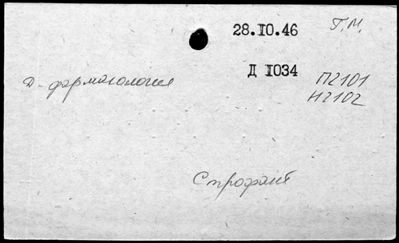 28.10.46 Г.М.
Д 1034 П2101
Н2102
Д-фармакология
Строфант